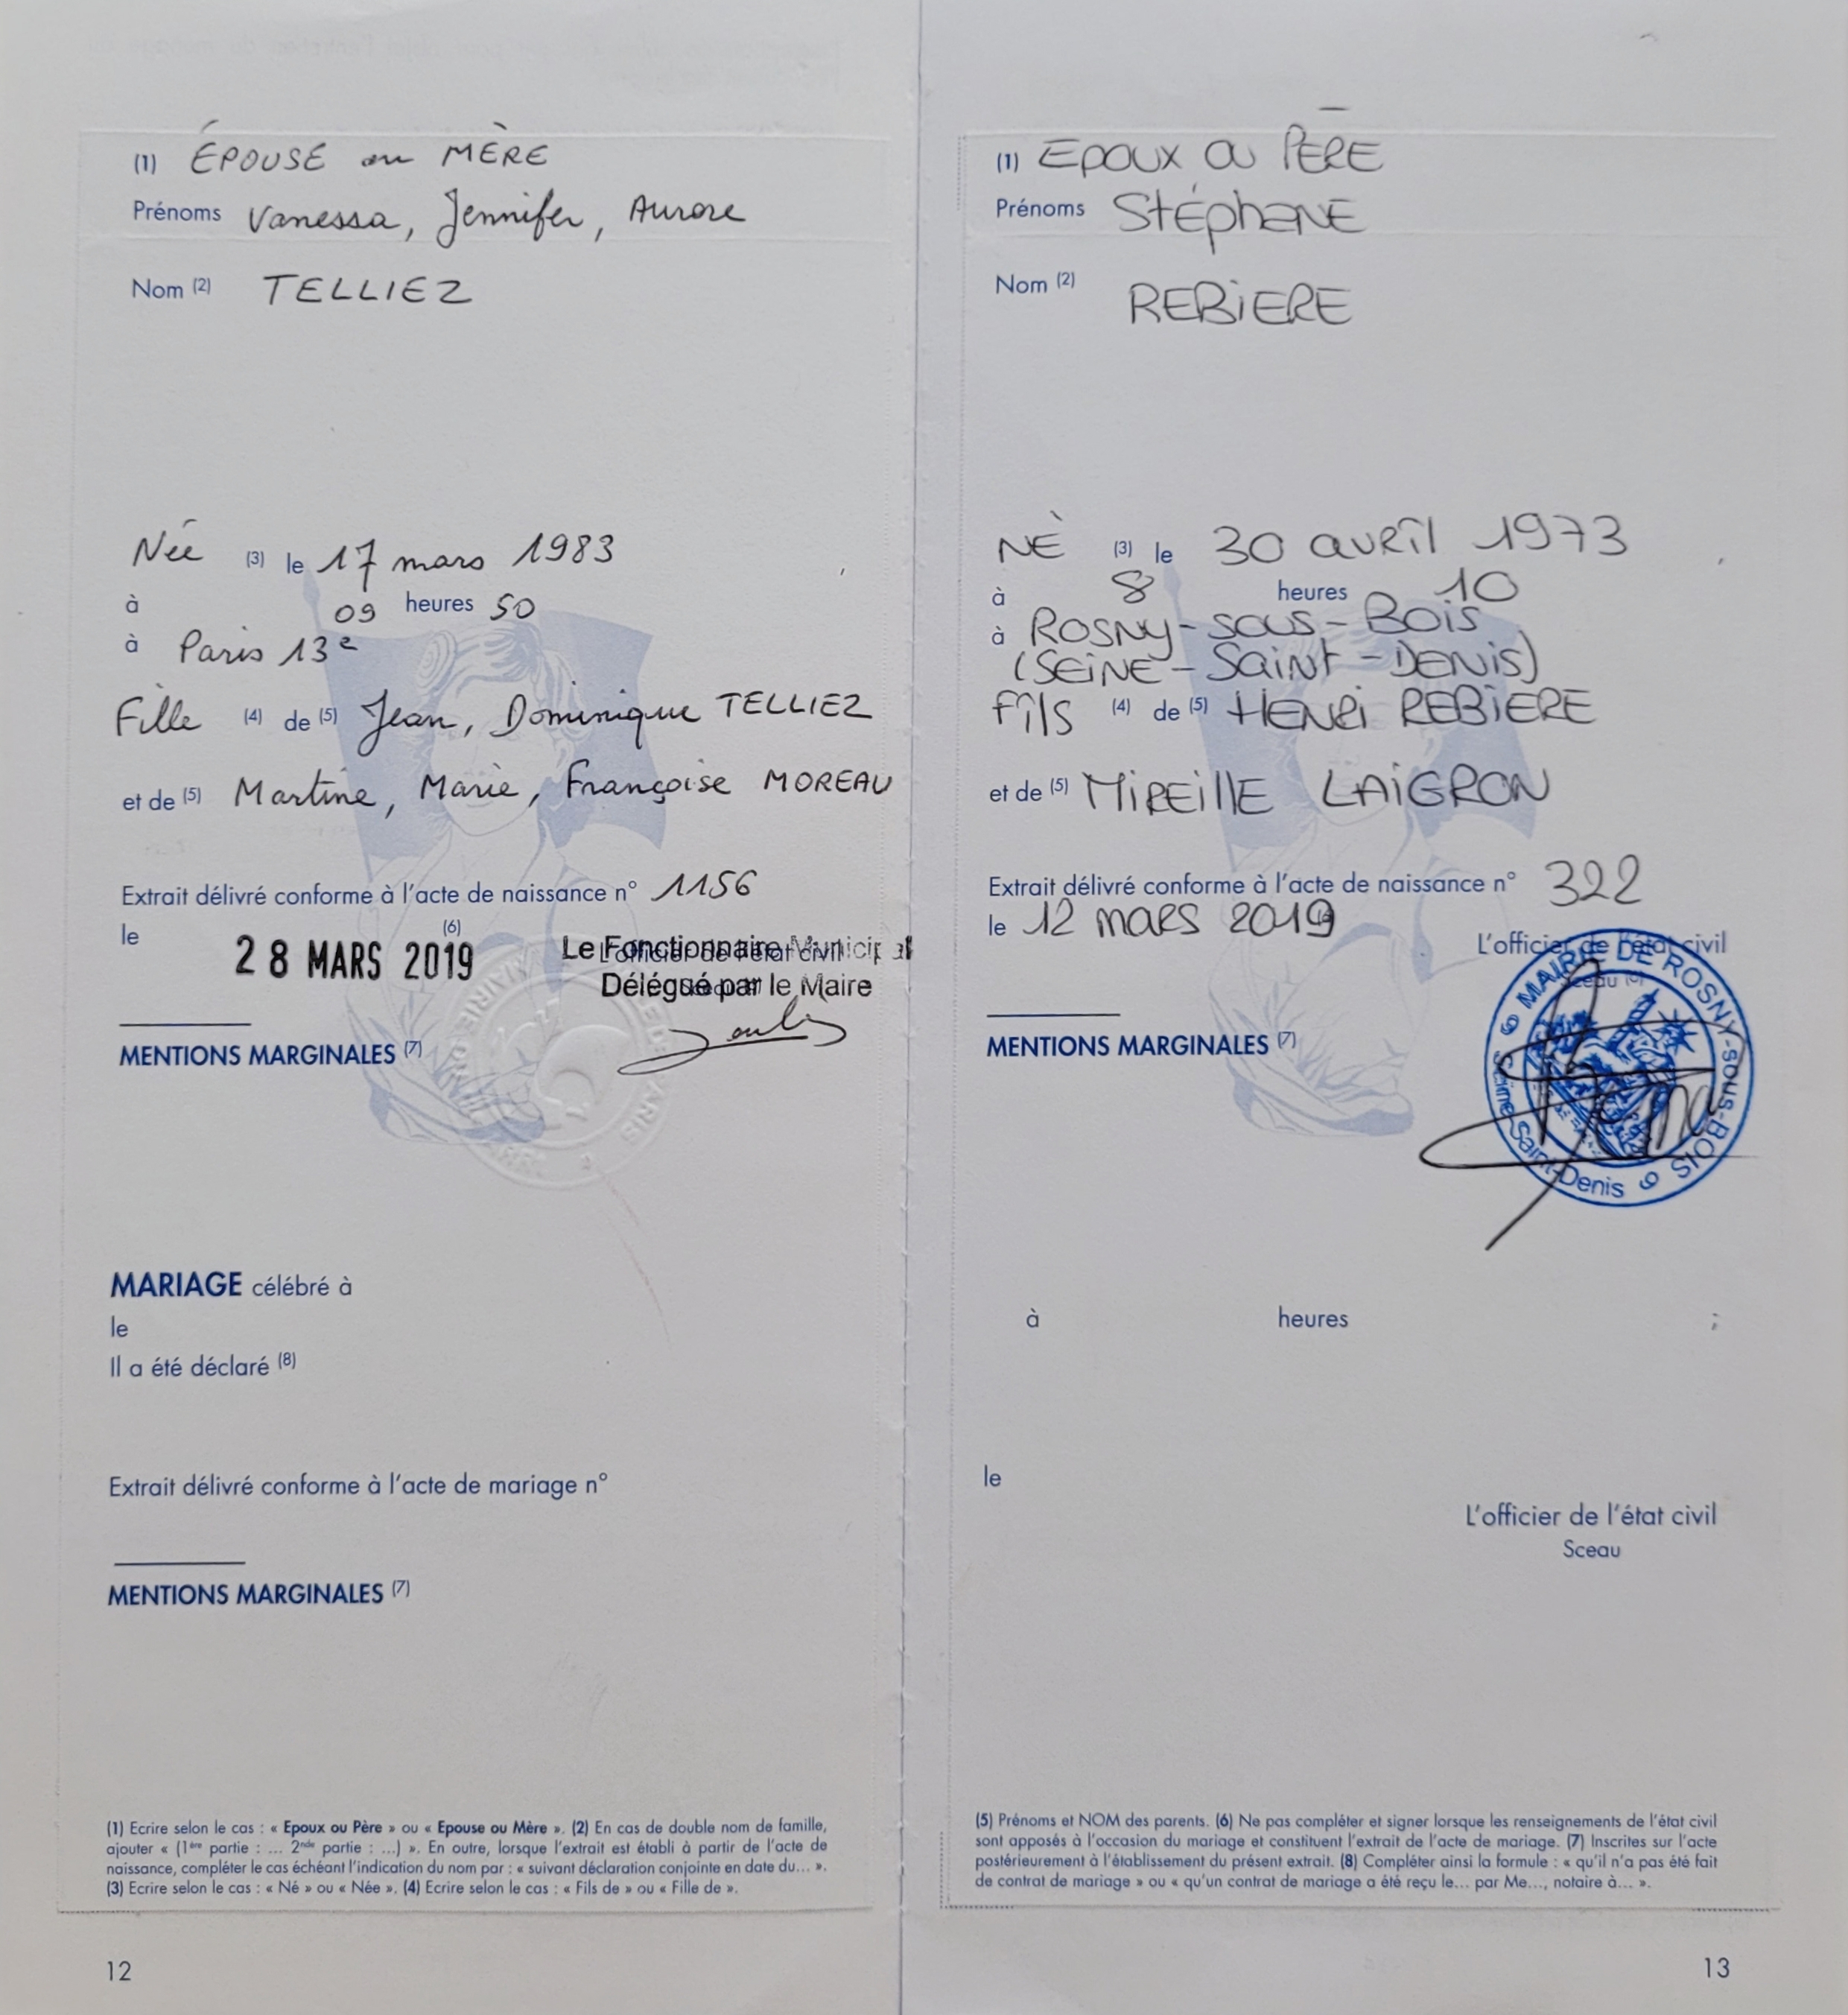 (1) ÉPOUSE ou MÈRE
Prénoms Vanessa, Jennifer, Aurore
Nom (2) TELLIEZ
Née (3) le 17 mars 1983
à 09 heures 50
à Paris 13e
Fille (4) de (5) Jean, Dominique TELLIEZ
et de (5) Martine, Marie, Françoise MOREAU
Extrait délivré conforme à l'acte de naissance n° 1156
le 28 MARS 2019 (6)
L'officier de l'état civil
Le Fonctionnaire Municipal
Délégué par le Maire
MENTIONS MARGINALES (7)
MARIAGE célébré à
le
Il a été déclaré (8)
Extrait délivré conforme à l'acte de mariage n°
MENTIONS MARGINALES (7)
(1) Ecrire selon le cas : « Epoux ou Père » ou « Epouse ou Mère ». (2) En cas de double nom de famille,
ajouter « (1ère partie : ... 2nde partie : ...) ». En outre, lorsque l'extrait est établi à partir de l'acte de
naissance, compléter le cas échéant l'indication du nom par : « suivant déclaration conjointe en date du... ».
(3) Ecrire selon le cas : « Né » ou « Née ». (4) Ecrire selon le cas : « Fils de » ou « Fille de ».
12
(1) EPOUX OU PÈRE
Prénoms StÉphANE
Nom (2) REBiERE
NÉ (3) le 30 avRil 1973
à 8 heures 10
à ROSNy-sous-Bois
(SEiNE-SaiNt-DENiS)
fils (4) de (5) HENRi REBiERE
et de (5) MiREillE LAiGRON
Extrait délivré conforme à l'acte de naissance n° 322
le 12 MARS 2019
L'officier de l'état civil
Sceau (6)
MAIRIE DE ROSNY-SOUS-BOIS
Seine-Saint-Denis
MENTIONS MARGINALES (7)
à heures ;
le
L'officier de l'état civil
Sceau
(5) Prénoms et NOM des parents. (6) Ne pas compléter et signer lorsque les renseignements de l'état civil
sont apposés à l'occasion du mariage et constituent l'extrait de l'acte de mariage. (7) Inscrites sur l'acte
postérieurement à l'établissement du présent extrait. (8) Compléter ainsi la formule : « qu'il n'a pas été fait
de contrat de mariage » ou « qu'un contrat de mariage a été reçu le... par Me..., notaire à... ».
13